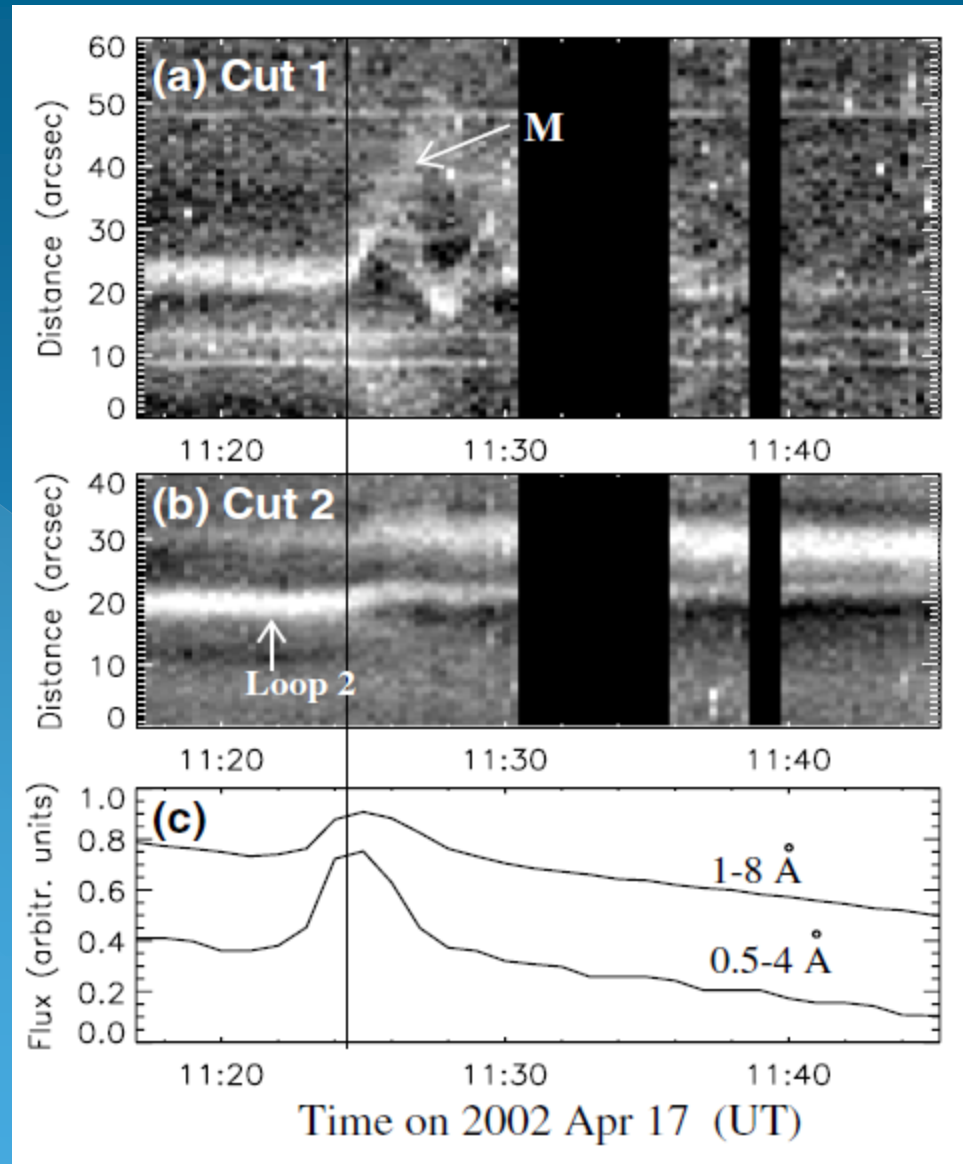 (a) Cut 1
M
60
50
40
30
20
10
0
Distance (arcsec)
11:20 11:30 11:40
(b) Cut 2
Loop 2
40
30
20
10
0
Distance (arcsec)
11:20 11:30 11:40
(c)
1-8 Å
0.5-4 Å
1.0
0.8
0.6
0.4
0.2
0.0
Flux (arbitr. units)
11:20 11:30 11:40
Time on 2002 Apr 17 (UT)